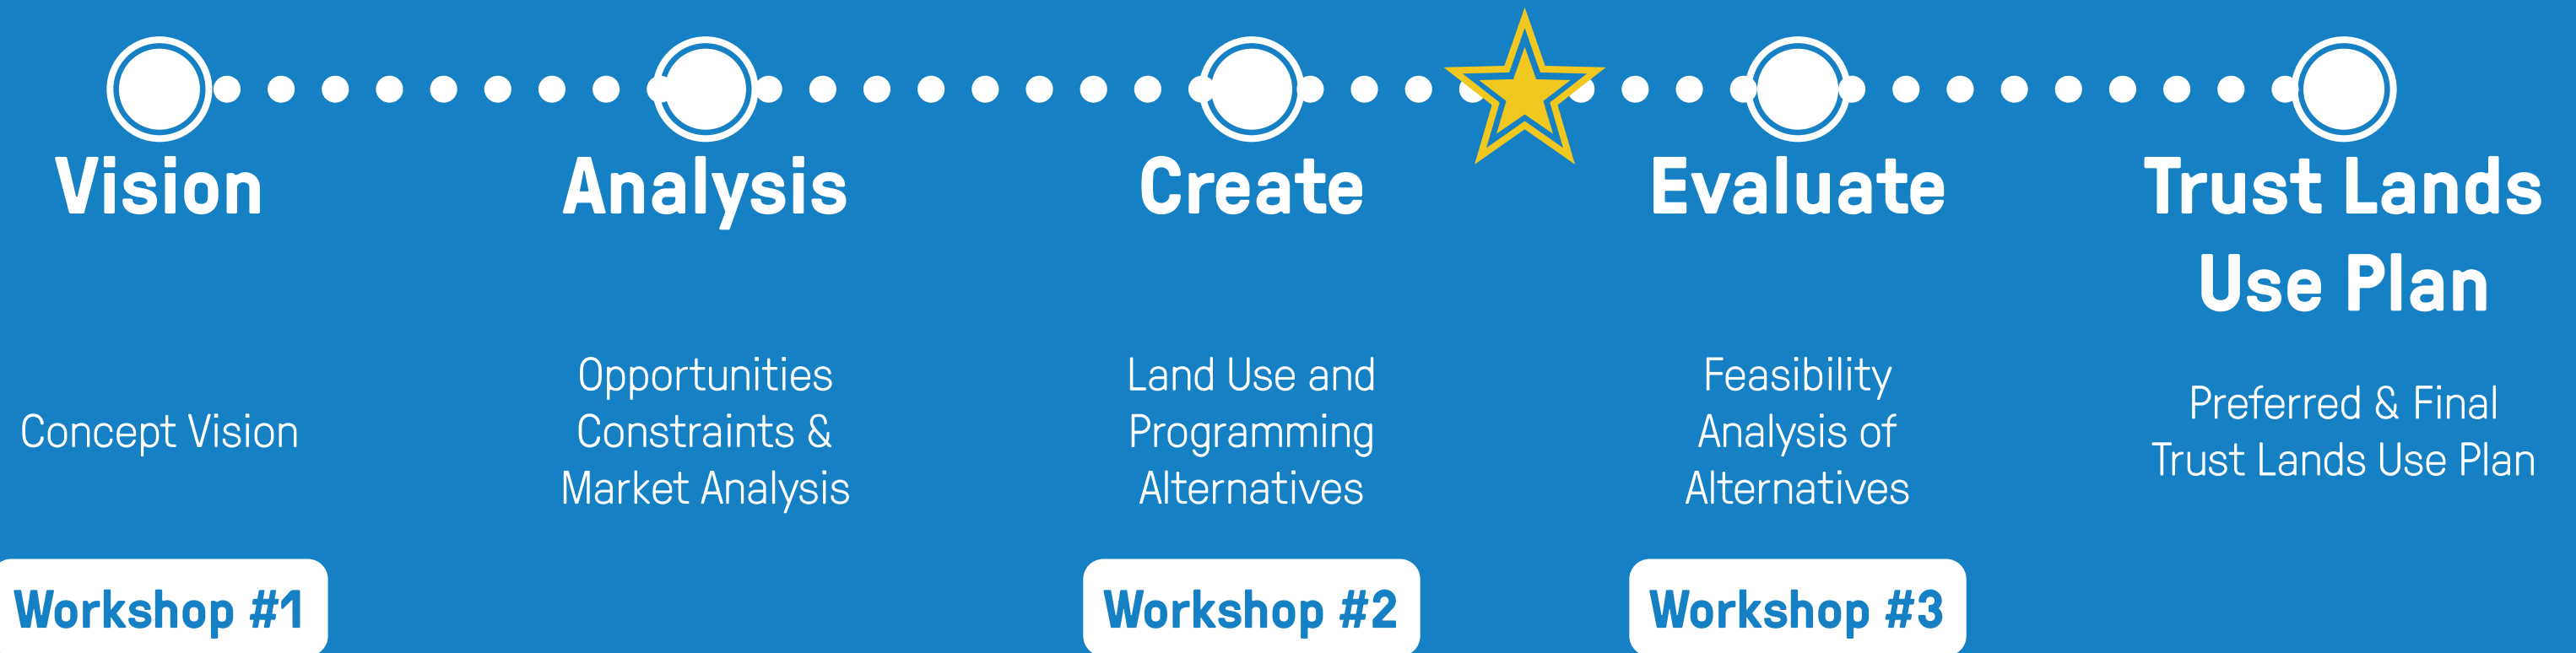 Vision
Concept Vision
Workshop #1
Analysis
Opportunities
Constraints &
Market Analysis
Create
Land Use and
Programming
Alternatives
Workshop #2
Evaluate
Feasibility
Analysis of
Alternatives
Workshop #3
Trust Lands
Use Plan
Preferred & Final
Trust Lands Use Plan